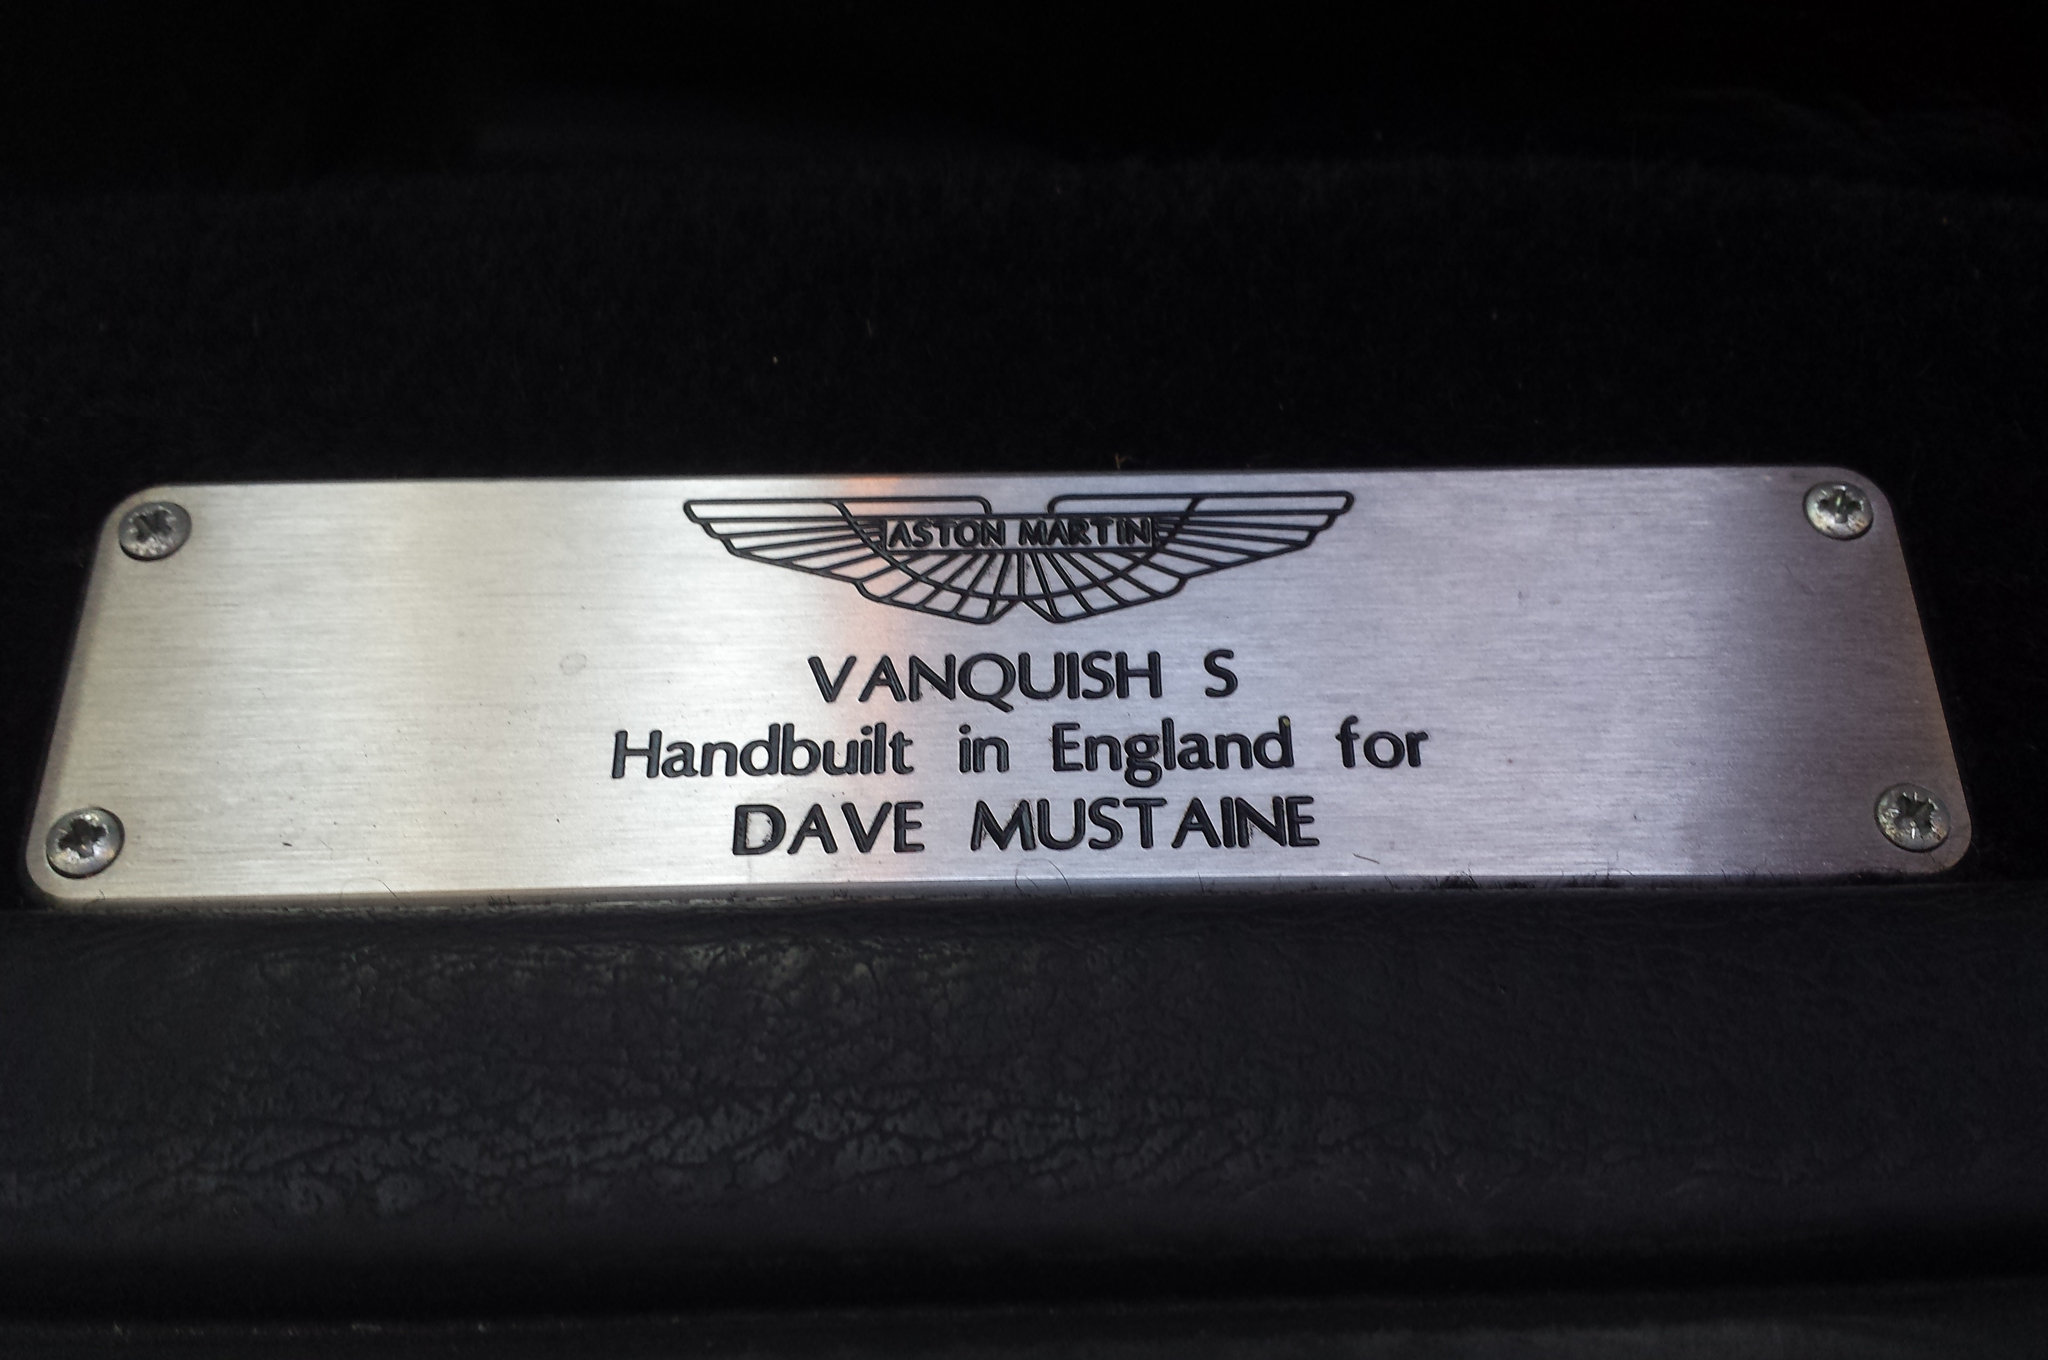 ASTON MARTIN
VANQUISH S
Handbuilt in England for
DAVE MUSTAINE